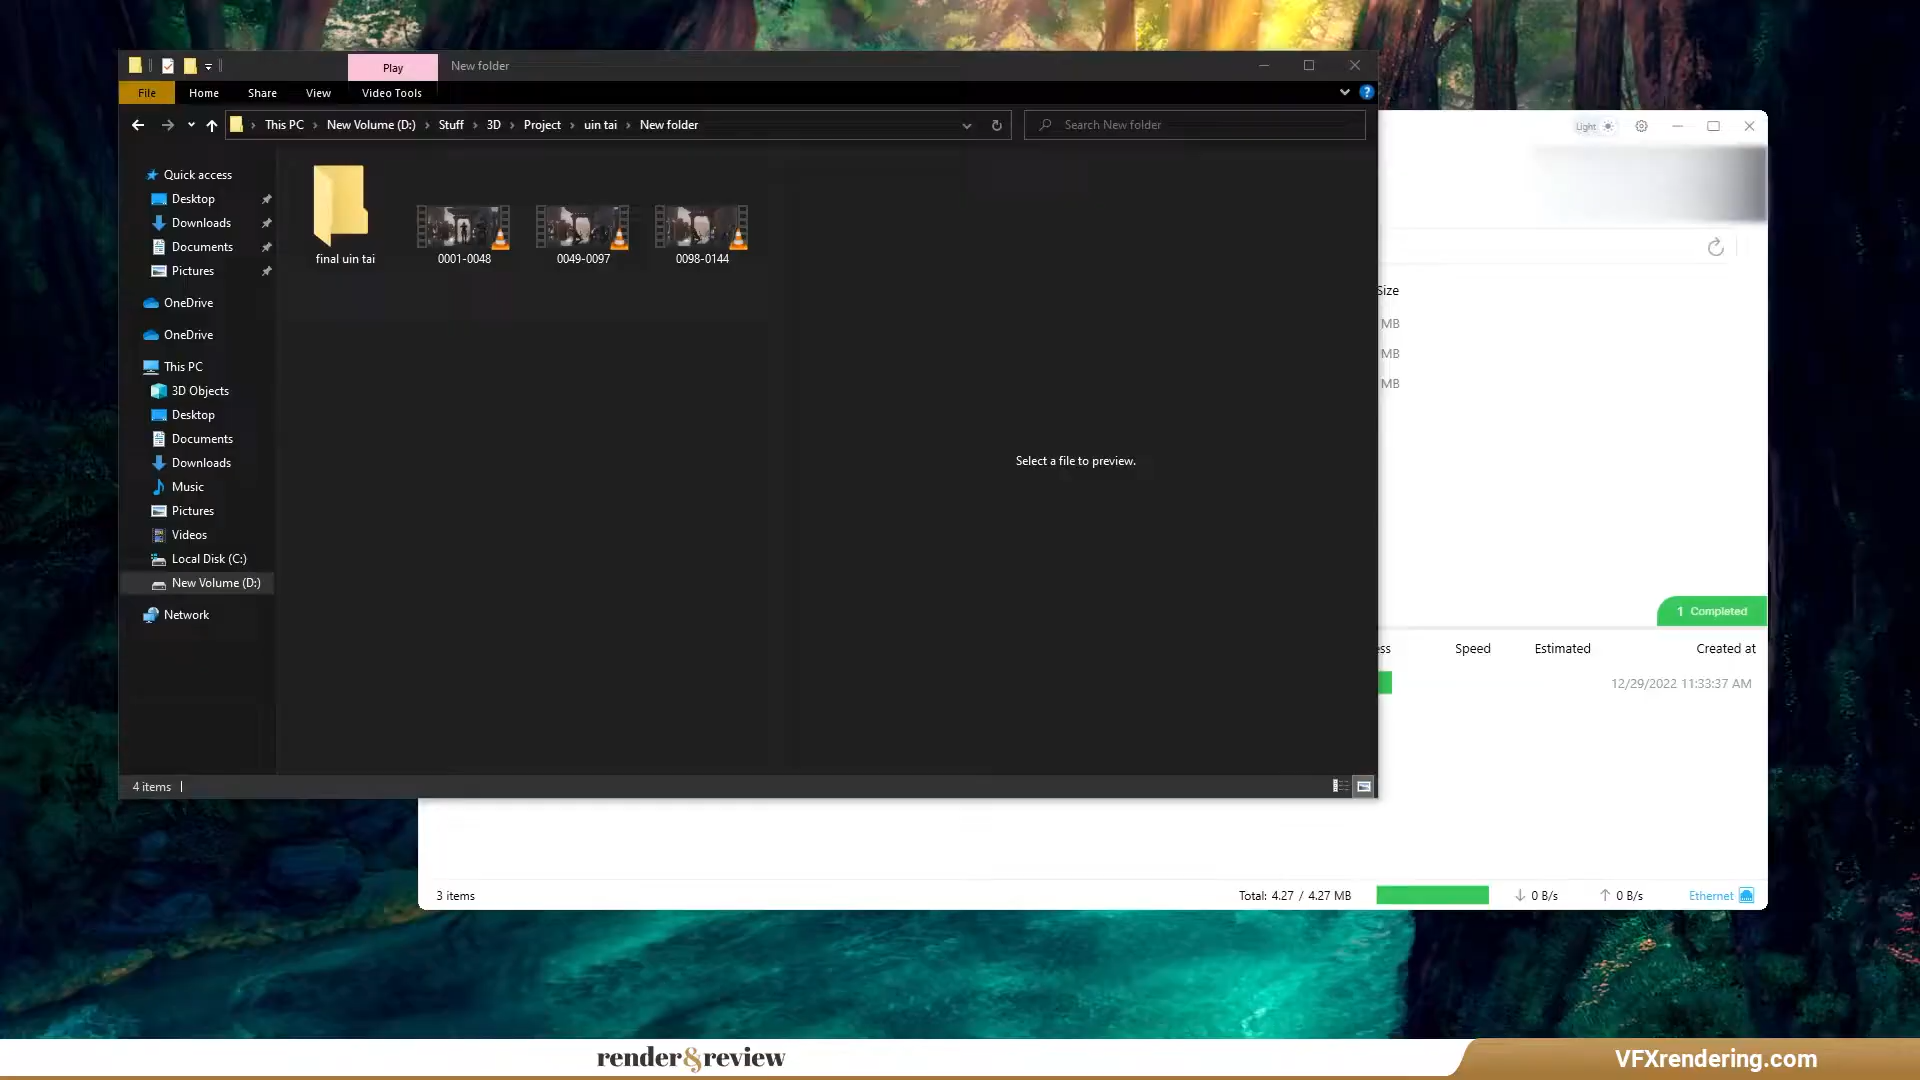 Play
New folder
File
Home
Share
View
Video Tools
This PC
New Volume (D:)
Stuff
3D
Project
uin tai
New folder
Search New folder
Quick access
Desktop
Downloads
Documents
Pictures
OneDrive
OneDrive
This PC
3D Objects
Desktop
Documents
Downloads
Music
Pictures
Videos
Local Disk (C:)
New Volume (D:)
Network
final uin tai
0001-0048
0049-0097
0098-0144
Select a file to preview.
4 items
Light
Size
MB
MB
MB
1 Completed
ess
Speed
Estimated
Created at
12/29/2022 11:33:37 AM
3 items
Total: 4.27 / 4.27 MB
0 B/s
0 B/s
Ethernet
render&review
VFXrendering.com